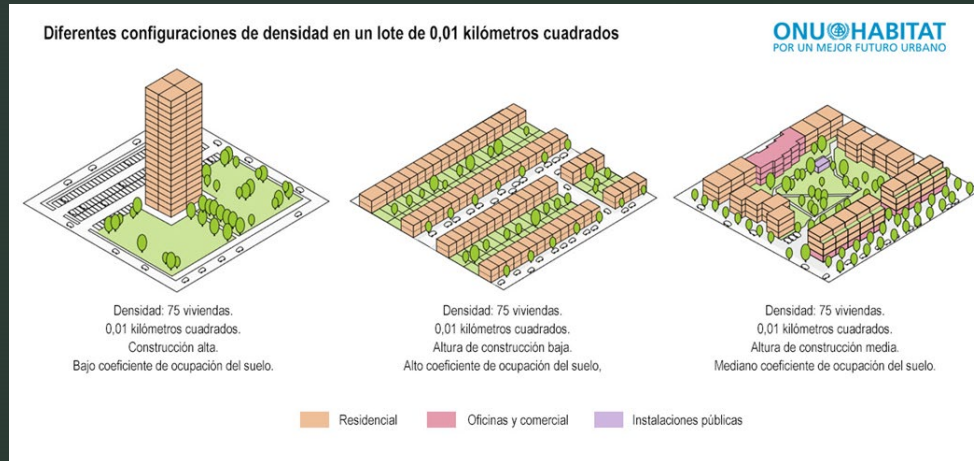 Diferentes configuraciones de densidad en un lote de 0,01 kilómetros cuadrados
ONU HABITAT
POR UN MEJOR FUTURO URBANO
Densidad: 75 viviendas.
0,01 kilómetros cuadrados.
Construcción alta.
Bajo coeficiente de ocupación del suelo.
Densidad: 75 viviendas.
0,01 kilómetros cuadrados.
Altura de construcción baja.
Alto coeficiente de ocupación del suelo,
Densidad: 75 viviendas.
0,01 kilómetros cuadrados.
Altura de construcción media.
Mediano coeficiente de ocupación del suelo.
Residencial
Oficinas y comercial
Instalaciones públicas